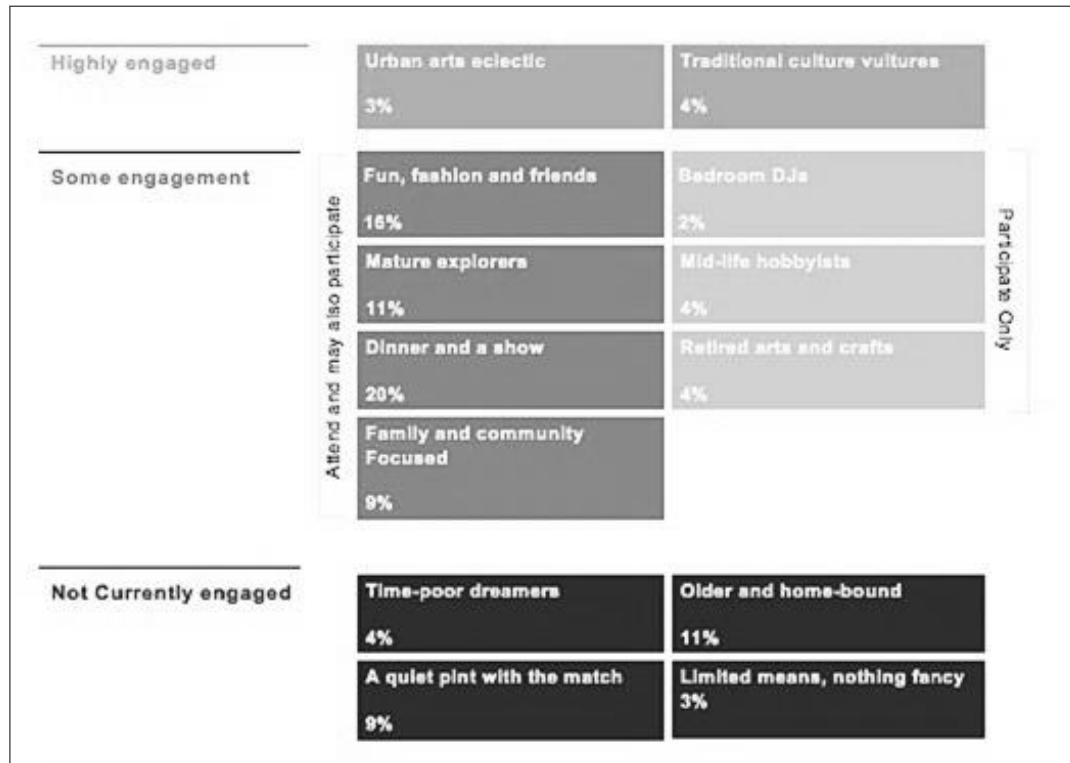 Highly engaged
Urban arts eclectic
3%
Traditional culture vultures
4%
Some engagement
Attend and may also participate
Fun, fashion and friends
16%
Bedroom DJs
2%
Mature explorers
11%
Mid-life hobbyists
4%
Dinner and a show
20%
Retired arts and crafts
4%
Family and community
Focused
9%
Participate Only
Not Currently engaged
Time-poor dreamers
4%
Older and home-bound
11%
A quiet pint with the match
9%
Limited means, nothing fancy
3%